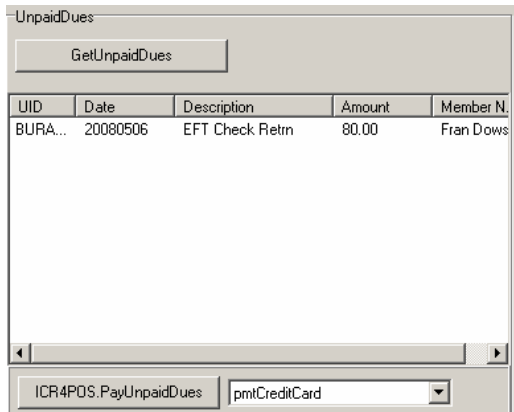 UnpaidDues
GetUnpaidDues
UID Date Description Amount Member N.
BURA... 20080506 EFT Check Retrn 80.00 Fran Dows
ICR4POS.PayUnpaidDues pmtCreditCard